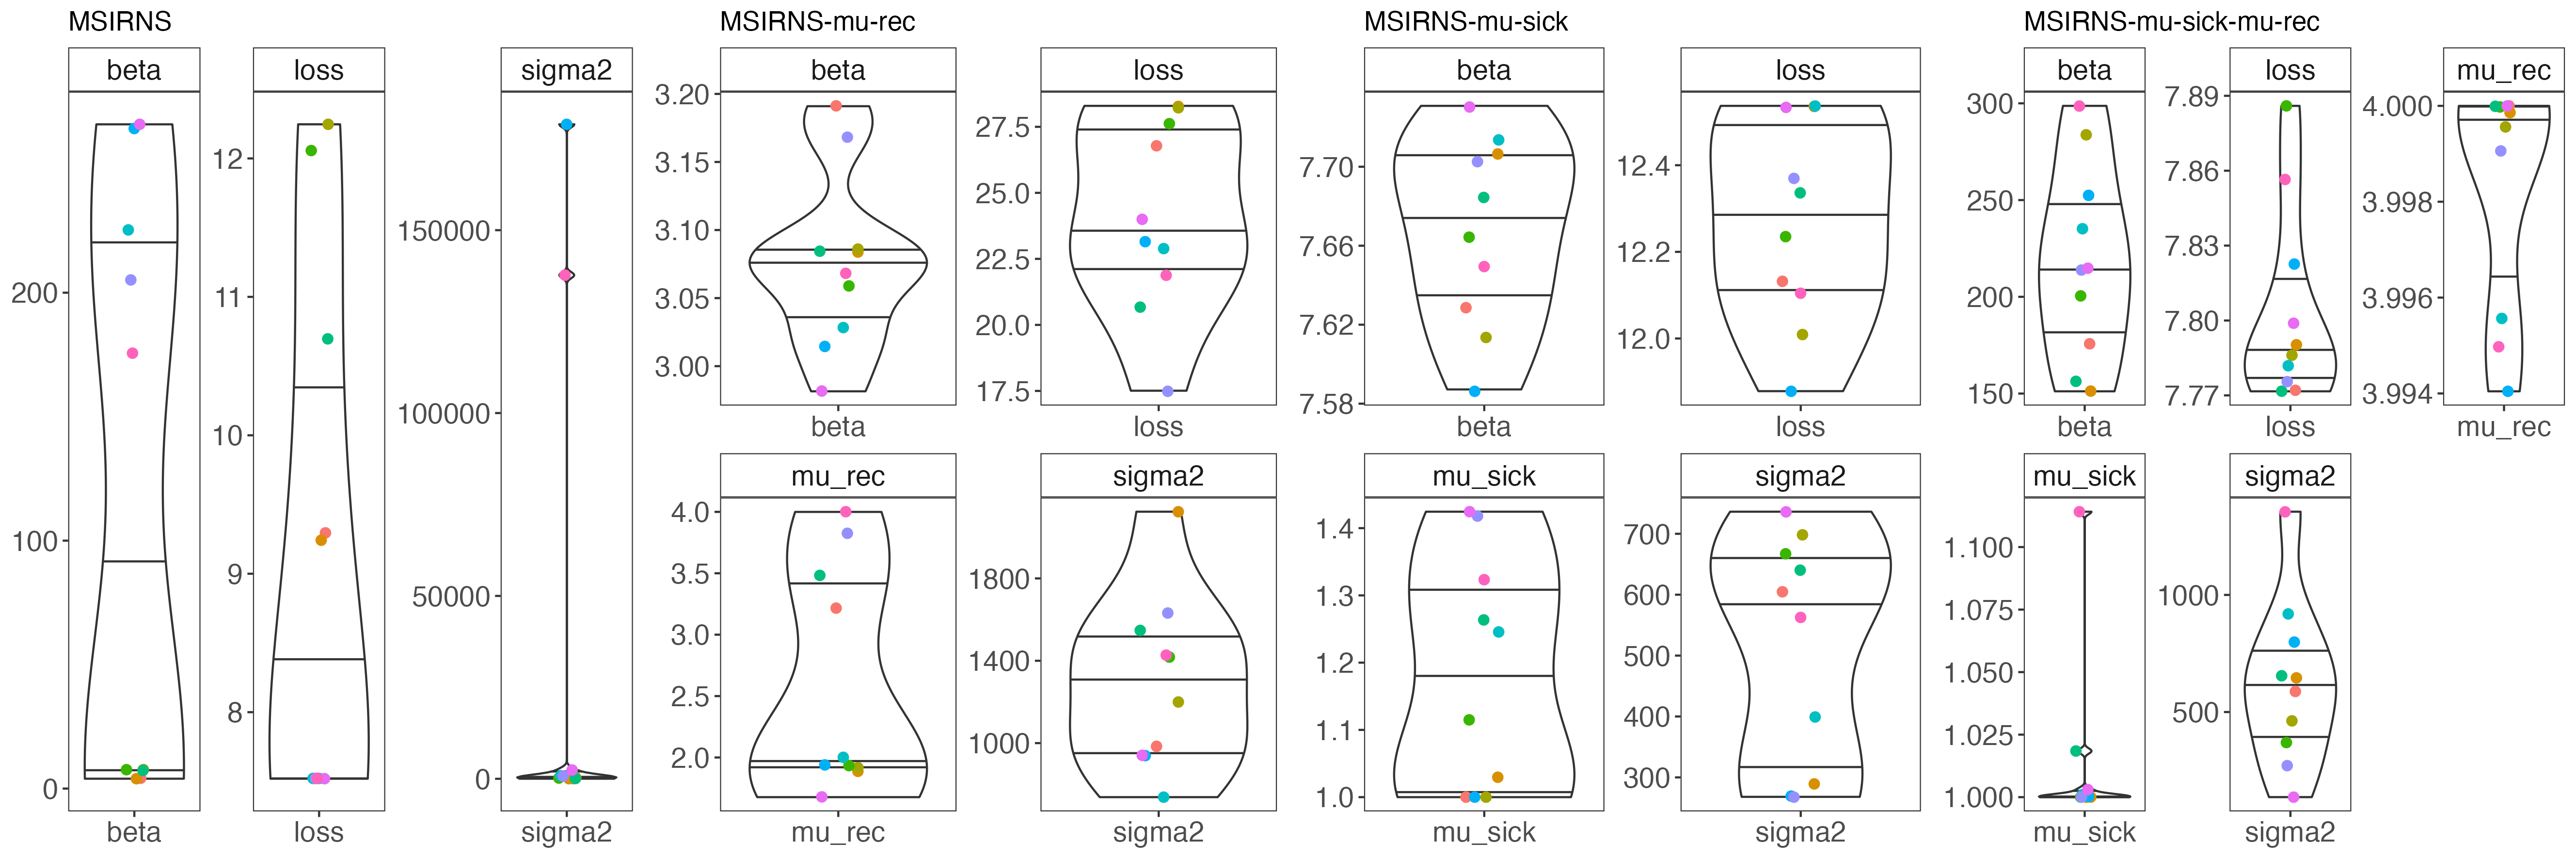 MSIRNS
beta
loss
sigma2
200
100
0
12
11
10
9
8
150000
100000
50000
0
beta
loss
sigma2
MSIRNS-mu-rec
beta
loss
3.20
3.15
3.10
3.05
3.00
27.5
25.0
22.5
20.0
17.5
beta
loss
mu_rec
sigma2
4.0
3.5
3.0
2.5
2.0
1800
1400
1000
mu_rec
sigma2
MSIRNS-mu-sick
beta
loss
7.70
7.66
7.62
7.58
12.4
12.2
12.0
beta
loss
mu_sick
sigma2
1.4
1.3
1.2
1.1
1.0
700
600
500
400
300
mu_sick
sigma2
MSIRNS-mu-sick-mu-rec
beta
loss
mu_rec
300
250
200
150
7.89
7.86
7.83
7.80
7.77
4.000
3.998
3.996
3.994
beta
loss
mu_rec
mu_sick
sigma2
1.100
1.075
1.050
1.025
1.000
1000
500
mu_sick
sigma2